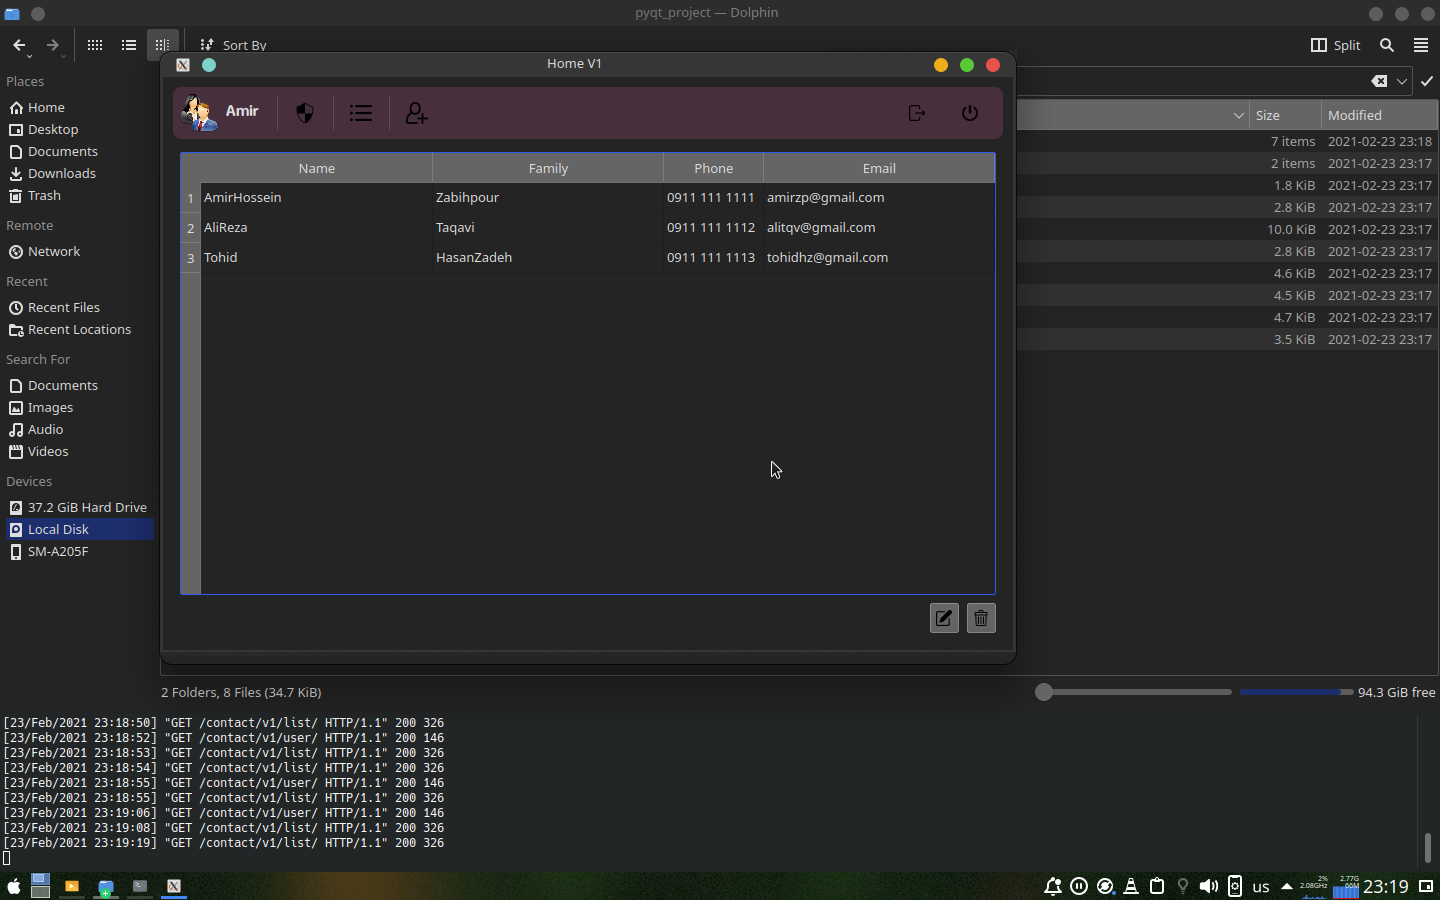 pyqt_project — Dolphin
Sort By
Split
Home V1
Places
Home
Desktop
Documents
Downloads
Trash
Remote
Network
Recent
Recent Files
Recent Locations
Search For
Documents
Images
Audio
Videos
Devices
37.2 GiB Hard Drive
Local Disk
SM-A205F
Amir
Name Family Phone Email
1 AmirHossein Zabihpour 0911 111 1111 amirzp@gmail.com
2 AliReza Taqavi 0911 111 1112 alitqv@gmail.com
3 Tohid HasanZadeh 0911 111 1113 tohidhz@gmail.com
Size Modified
7 items 2021-02-23 23:18
2 items 2021-02-23 23:17
1.8 KiB 2021-02-23 23:17
2.8 KiB 2021-02-23 23:17
10.0 KiB 2021-02-23 23:17
2.8 KiB 2021-02-23 23:17
4.6 KiB 2021-02-23 23:17
4.5 KiB 2021-02-23 23:17
4.7 KiB 2021-02-23 23:17
3.5 KiB 2021-02-23 23:17
2 Folders, 8 Files (34.7 KiB)
94.3 GiB free
[23/Feb/2021 23:18:50] "GET /contact/v1/list/ HTTP/1.1" 200 326
[23/Feb/2021 23:18:52] "GET /contact/v1/user/ HTTP/1.1" 200 146
[23/Feb/2021 23:18:53] "GET /contact/v1/list/ HTTP/1.1" 200 326
[23/Feb/2021 23:18:54] "GET /contact/v1/list/ HTTP/1.1" 200 326
[23/Feb/2021 23:18:55] "GET /contact/v1/user/ HTTP/1.1" 200 146
[23/Feb/2021 23:18:55] "GET /contact/v1/list/ HTTP/1.1" 200 326
[23/Feb/2021 23:19:06] "GET /contact/v1/user/ HTTP/1.1" 200 146
[23/Feb/2021 23:19:08] "GET /contact/v1/list/ HTTP/1.1" 200 326
[23/Feb/2021 23:19:19] "GET /contact/v1/list/ HTTP/1.1" 200 326
us
2%
2.08GHz
2.77G
66M
23:19